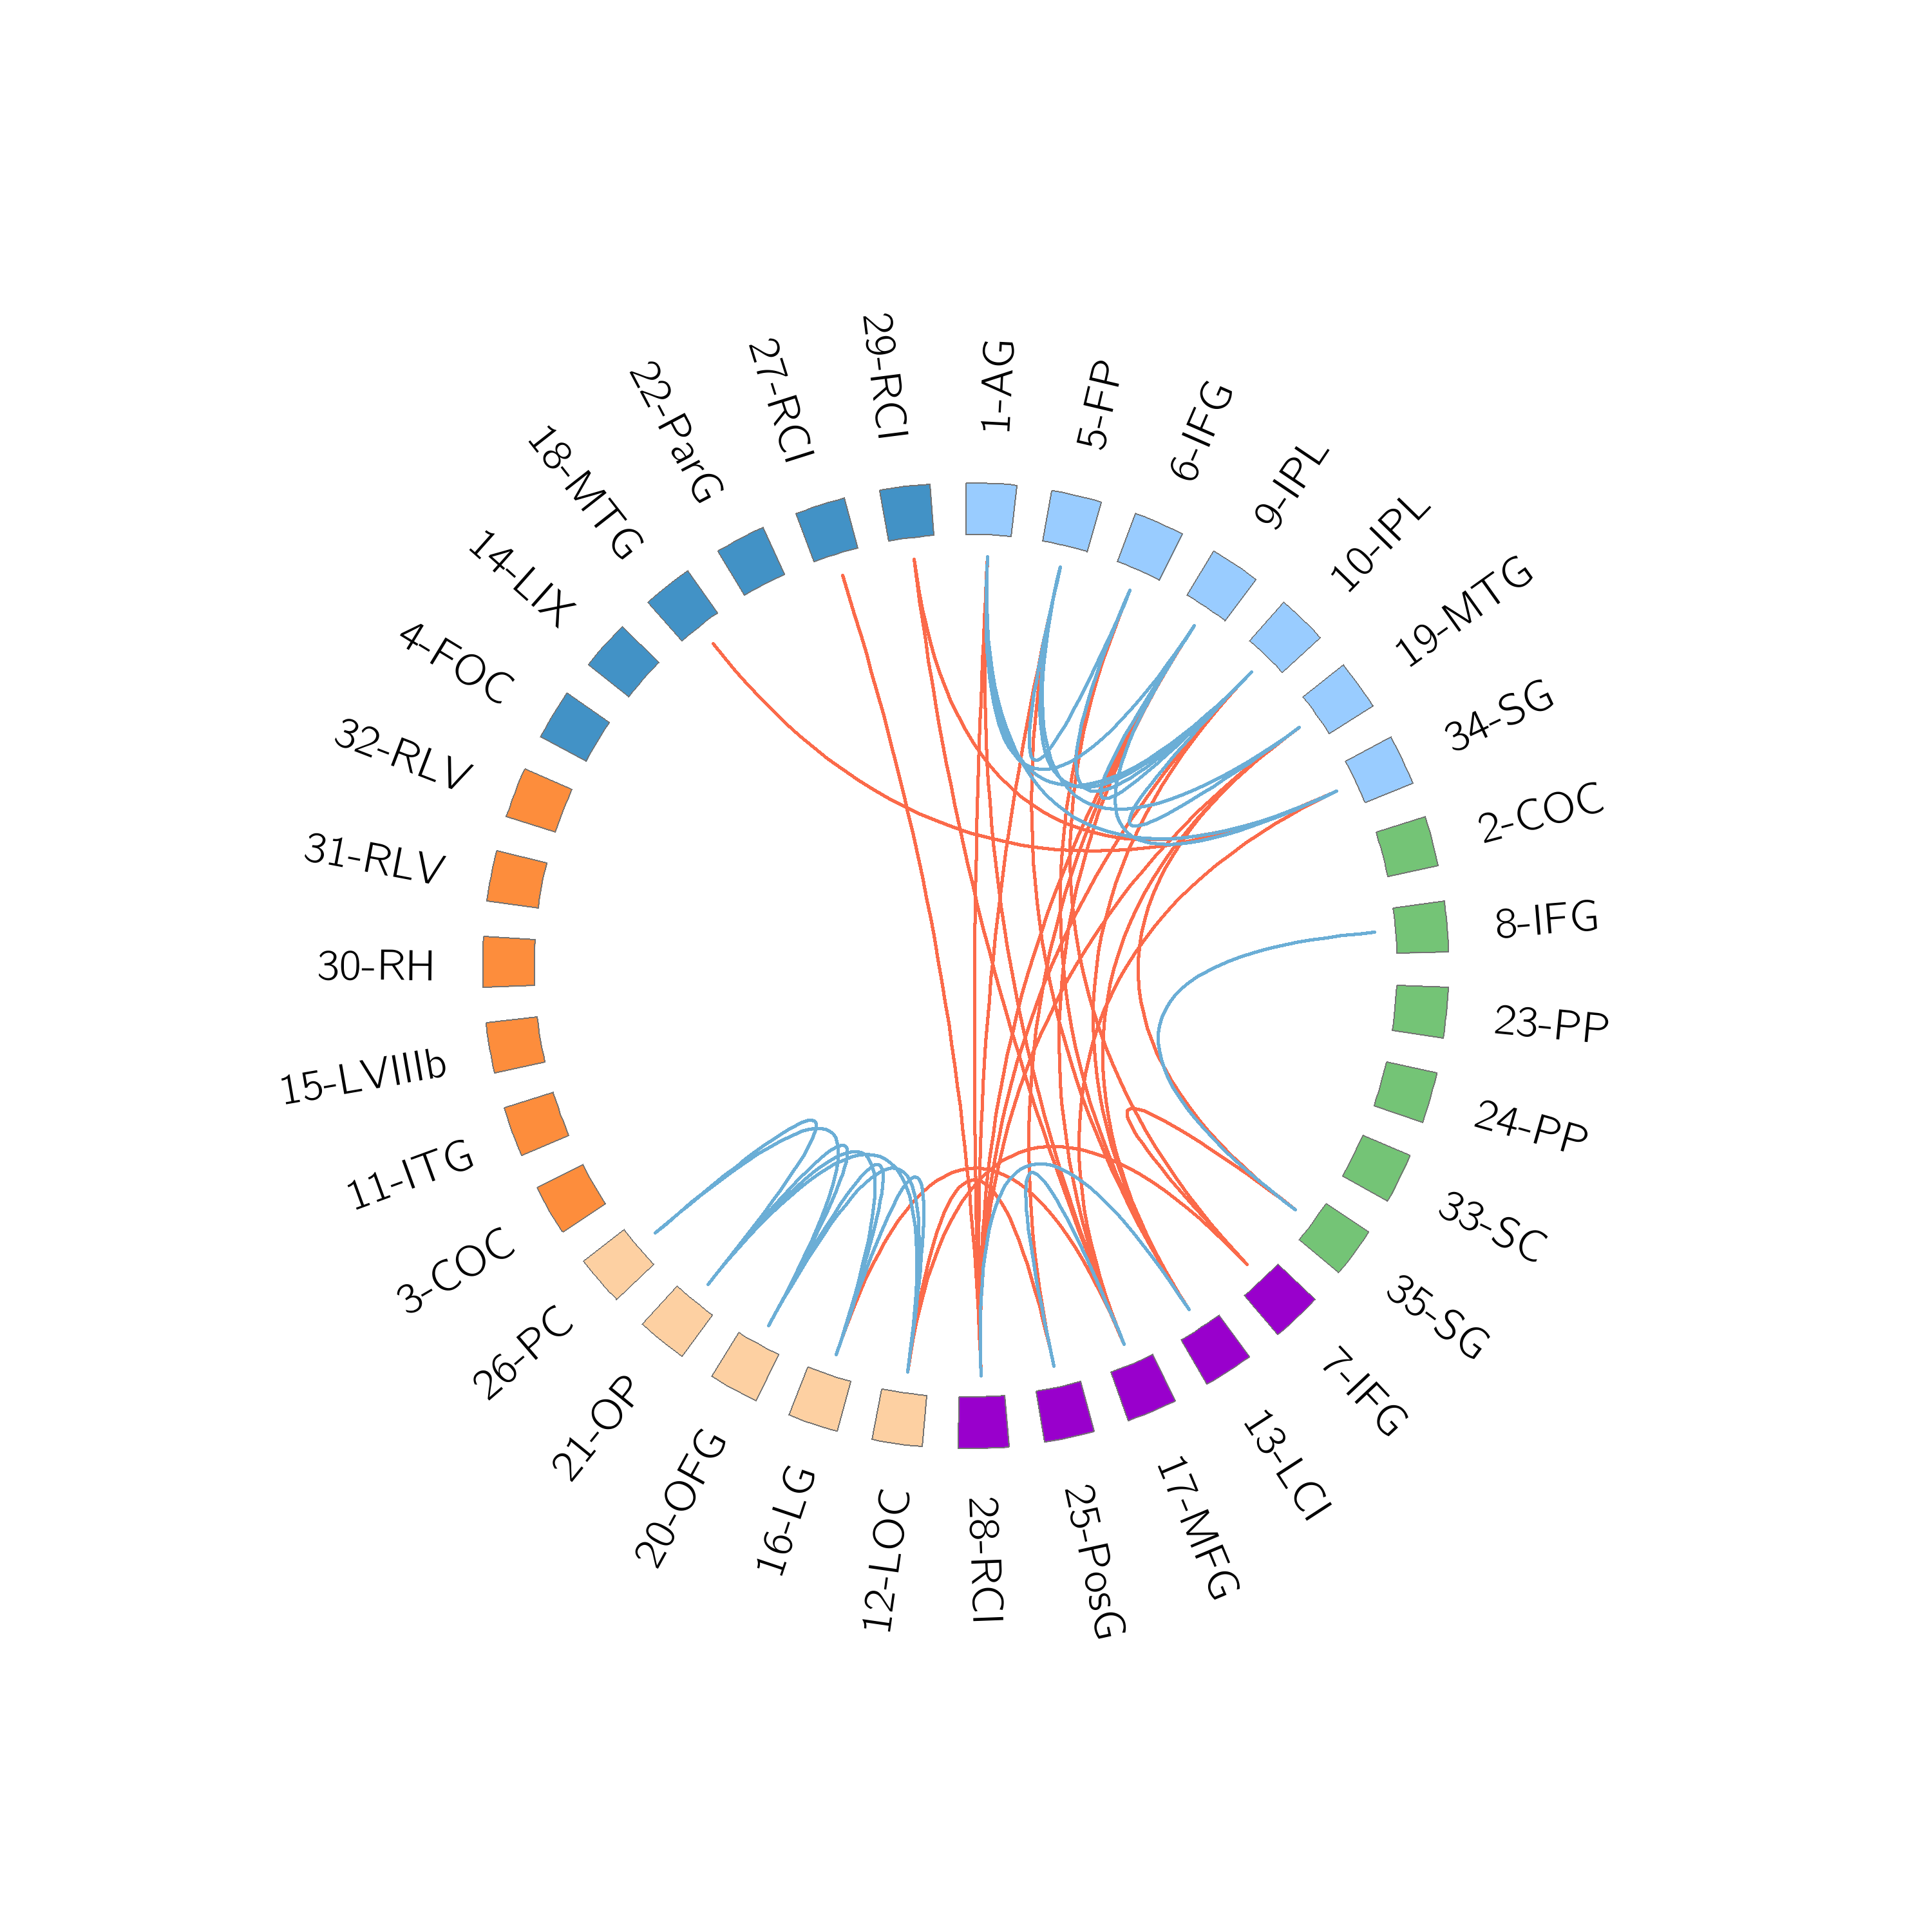 1-AG
5-FP
6-IFG
9-IPL
10-IPL
19-MTG
34-SG
2-COC
8-IFG
23-PP
24-PP
33-SC
35-SG
7-IFG
13-LCI
17-MFG
25-PosG
28-RCI
12-LOC
16-LG
20-OFG
21-OP
26-PC
3-COC
11-ITG
15-LVIIIIb
30-RH
31-RLV
32-RLV
4-FOC
14-LIX
18-MTG
22-ParG
27-RCI
29-RCI